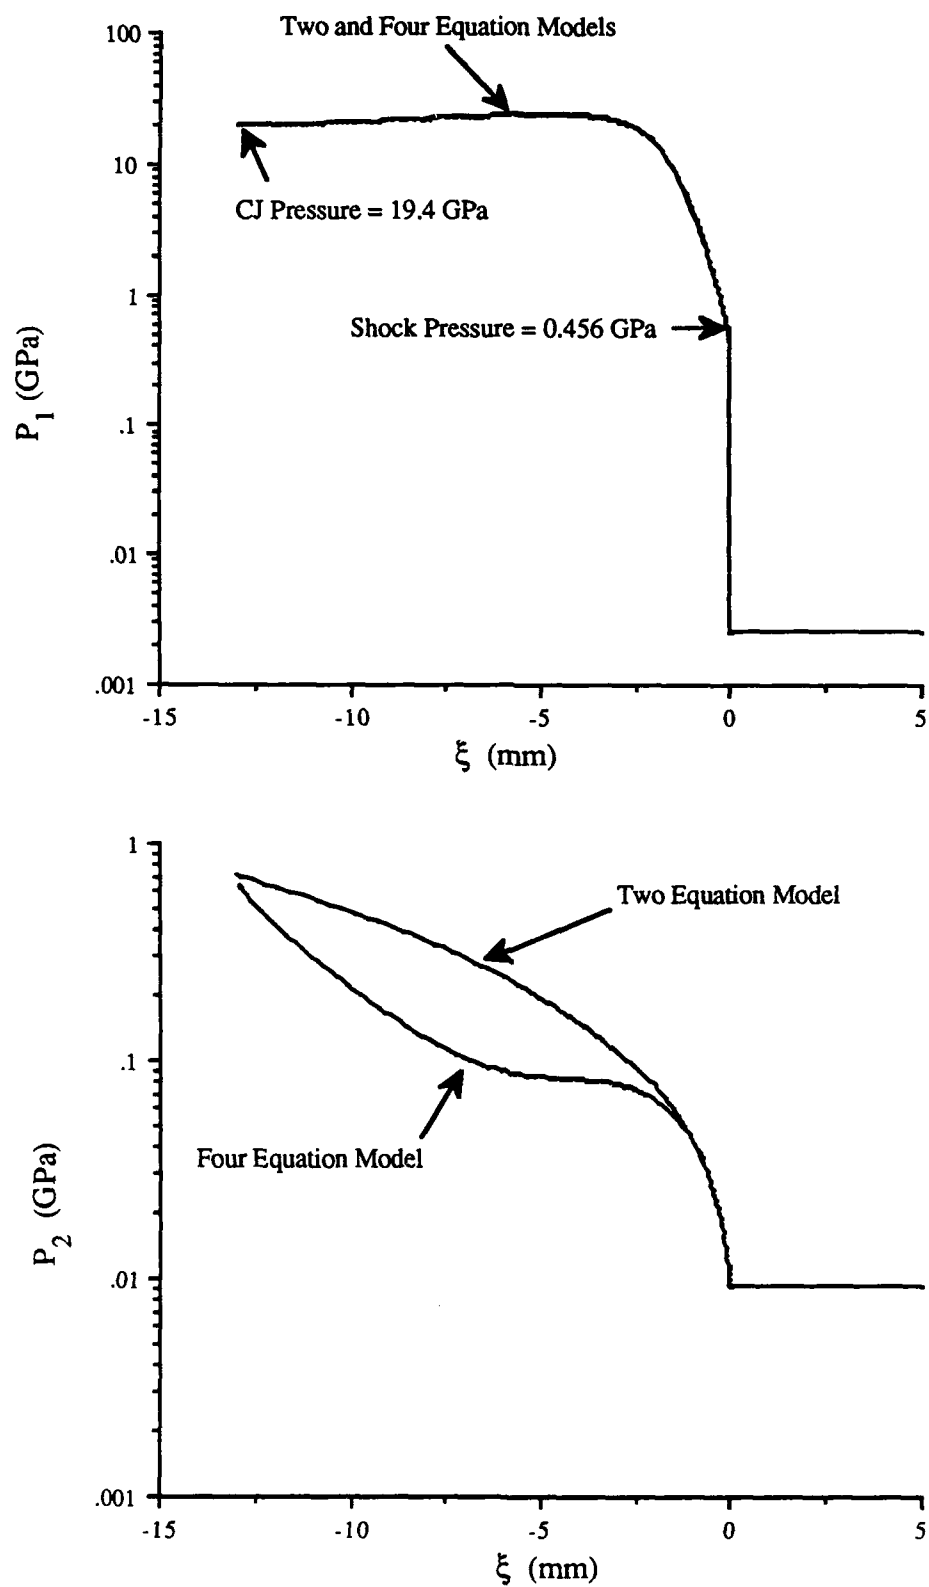 Two and Four Equation Models
100
10
CJ Pressure = 19.4 GPa
1
Shock Pressure = 0.456 GPa
P1 (GPa)
.1
.01
.001
-15
-10
-5
0
5
ξ (mm)
1
Two Equation Model
.1
Four Equation Model
P2 (GPa)
.01
.001
-15
-10
-5
0
5
ξ (mm)